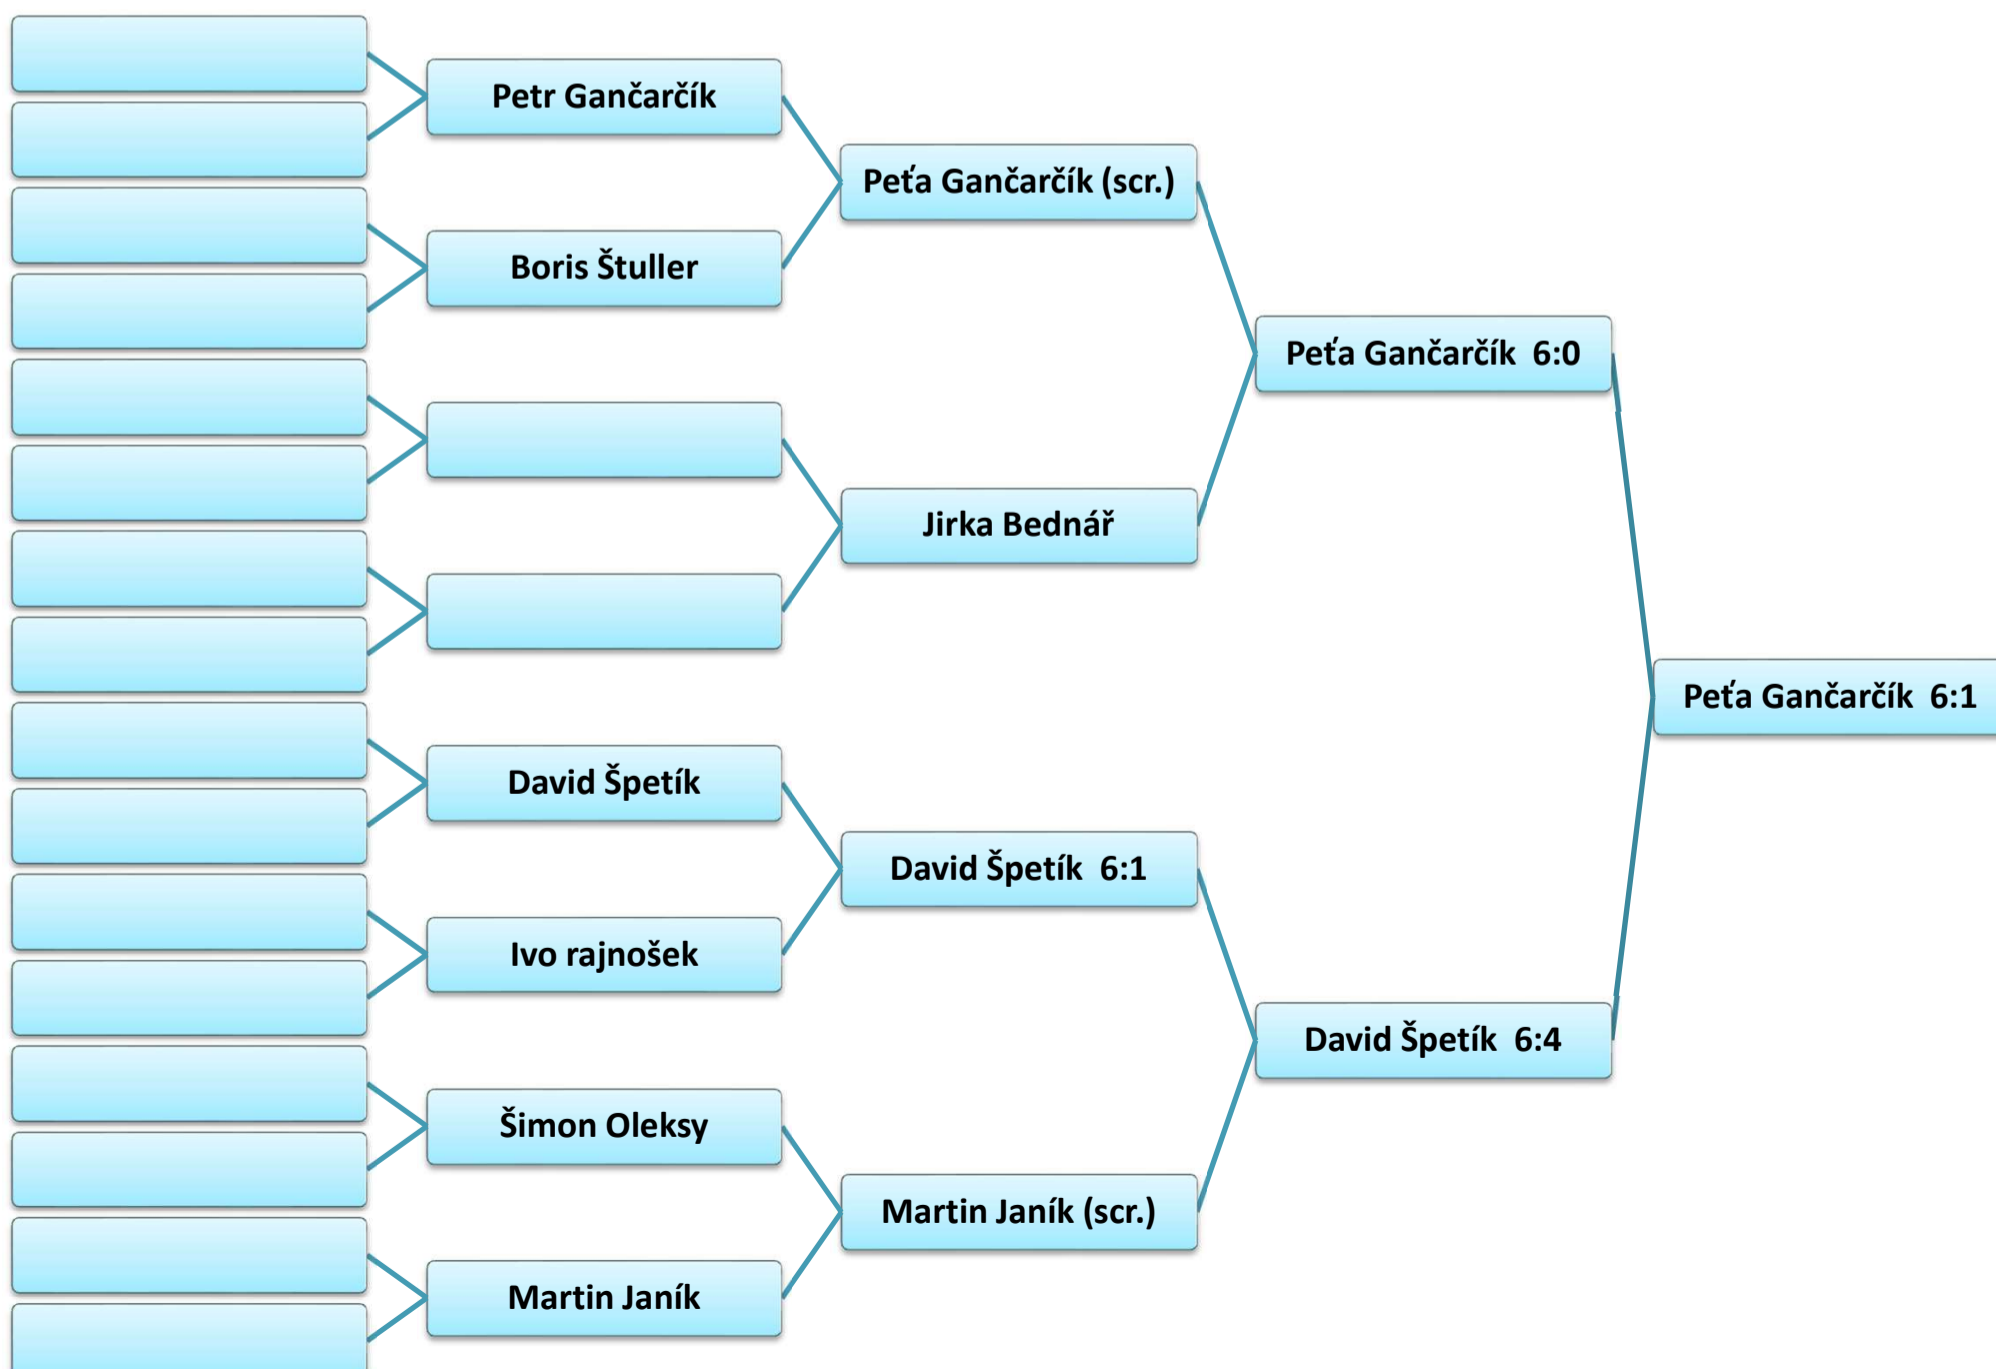 Petr Gančarčík
Peťa Gančarčík (scr.)
Boris Štuller
Peťa Gančarčík  6:0
Jirka Bednář
Peťa Gančarčík  6:1
David Špetík
David Špetík  6:1
Ivo rajnošek
David Špetík  6:4
Šimon Oleksy
Martin Janík (scr.)
Martin Janík